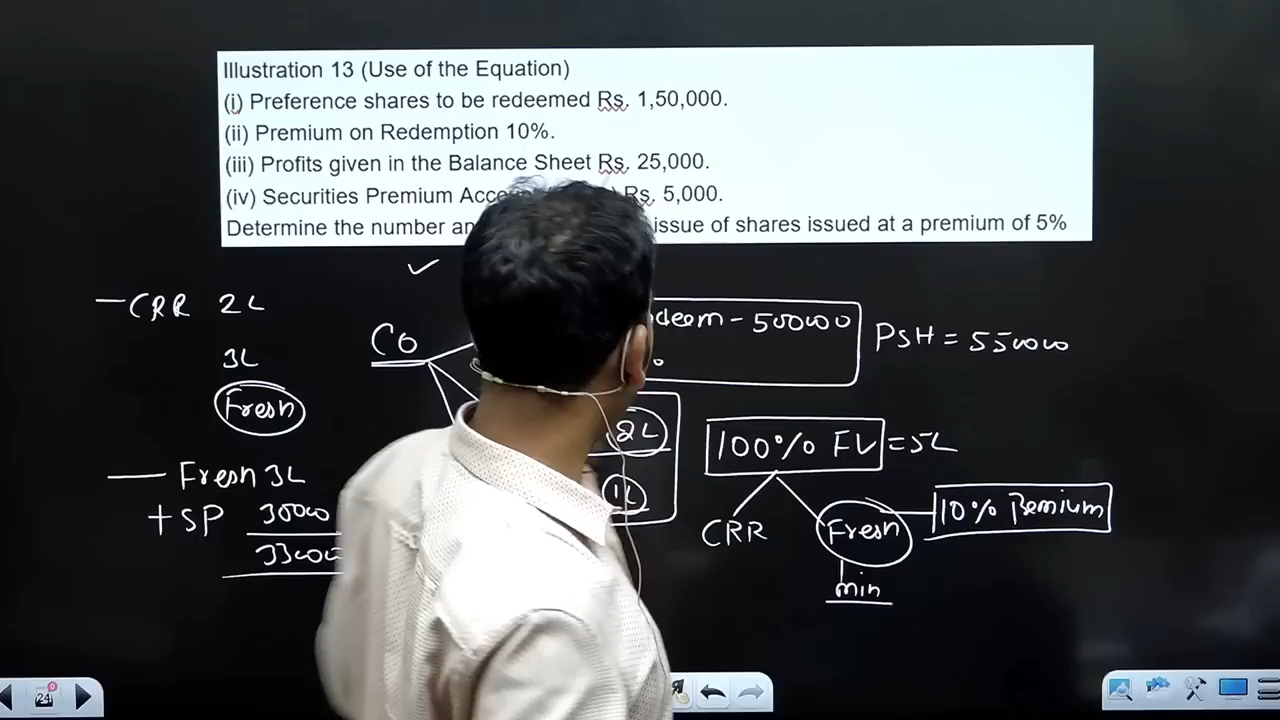 Illustration 13 (Use of the Equation)
(i) Preference shares to be redeemed Rs. 1,50,000.
(ii) Premium on Redemption 10%.
(iii) Profits given in the Balance Sheet Rs. 25,000.
(iv) Securities Premium Rs. 5,000.
Determine the number issue of shares issued at a premium of 5%
CRR 2L
3L
Fresh
Fresh 3L
+ SP 30000
33000
Co
deem - 500000
PSH = 550000
2L
1L
100% FV = 5L
CRR
Fresh
10% Premium
min
24
0